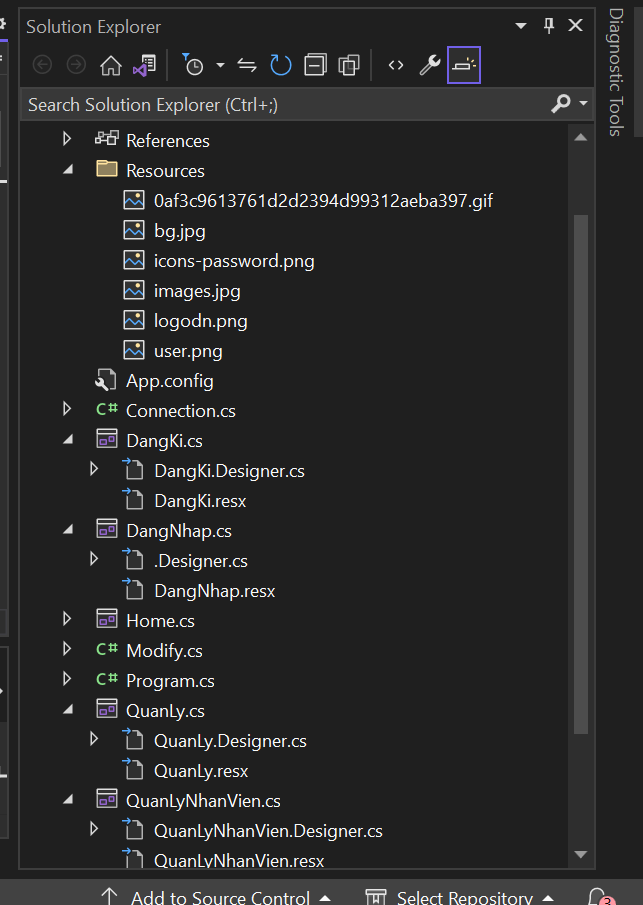 Solution Explorer
Diagnostic Tools
Search Solution Explorer (Ctrl+;)
References
Resources
0af3c9613761d2d2394d99312aeba397.gif
bg.jpg
icons-password.png
images.jpg
logodn.png
user.png
App.config
C# Connection.cs
DangKi.cs
DangKi.Designer.cs
DangKi.resx
DangNhap.cs
.Designer.cs
DangNhap.resx
Home.cs
C# Modify.cs
C# Program.cs
QuanLy.cs
QuanLy.Designer.cs
QuanLy.resx
QuanLyNhanVien.cs
QuanLyNhanVien.Designer.cs
QuanLyNhanVien.resx
Add to Source Control
Select Repository
3